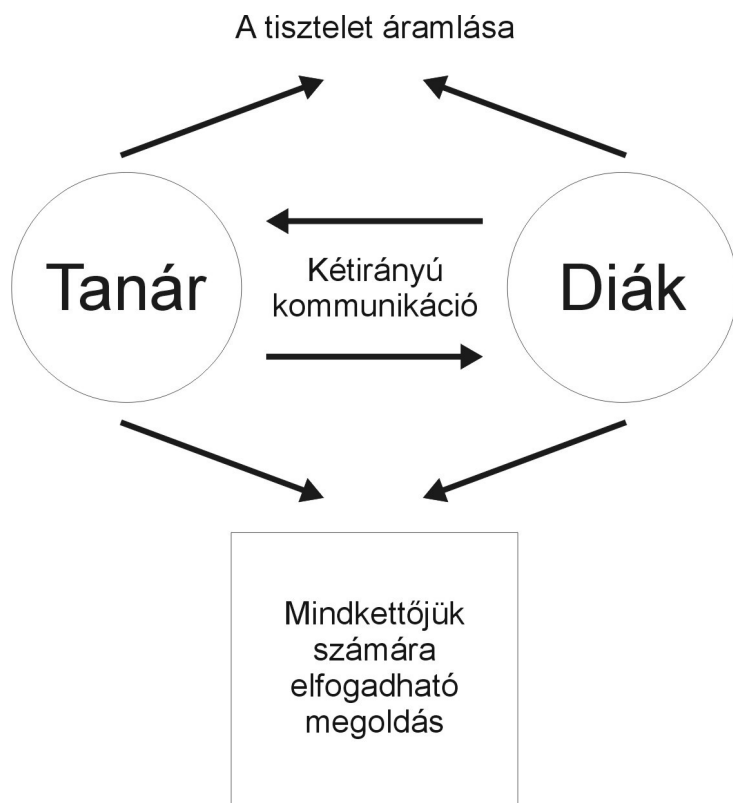 A tisztelet áramlása
Tanár
Kétirányú
kommunikáció
Diák
Mindkettőjük
számára
elfogadható
megoldás